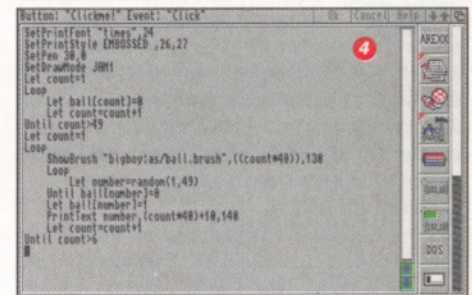 Button: "Clickme!" Event: "Click"
Ok Cancel Help
SetPrintFont "times",24
SetPrintStyle EMBOSSED ,26,27
SetPen 30,0
SetDrawMode JAM1
Let count=1
Loop
Let ball[count]=0
Let count=count+1
Until count>49
Let count=1
Loop
ShowBrush "bigboy:as/ball.brush",((count*40)),130
Loop
Let number=random(1,49)
Until ball[number]=0
Let ball[number]=1
PrintText number,(count*40)+10,140
Let count=count+1
Until count>6
4
AREXX
DOS